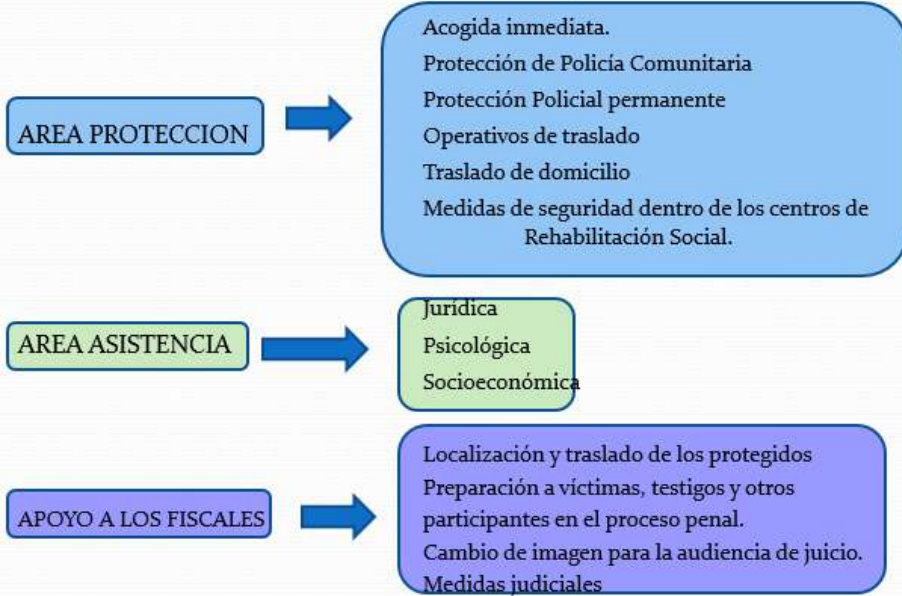 AREA PROTECCION
Acogida inmediata.
Protección de Policía Comunitaria
Protección Policial permanente
Operativos de traslado
Traslado de domicilio
Medidas de seguridad dentro de los centros de
Rehabilitación Social.
AREA ASISTENCIA
Jurídica
Psicológica
Socioeconómica
APOYO A LOS FISCALES
Localización y traslado de los protegidos
Preparación a víctimas, testigos y otros
participantes en el proceso penal.
Cambio de imagen para la audiencia de juicio.
Medidas judiciales